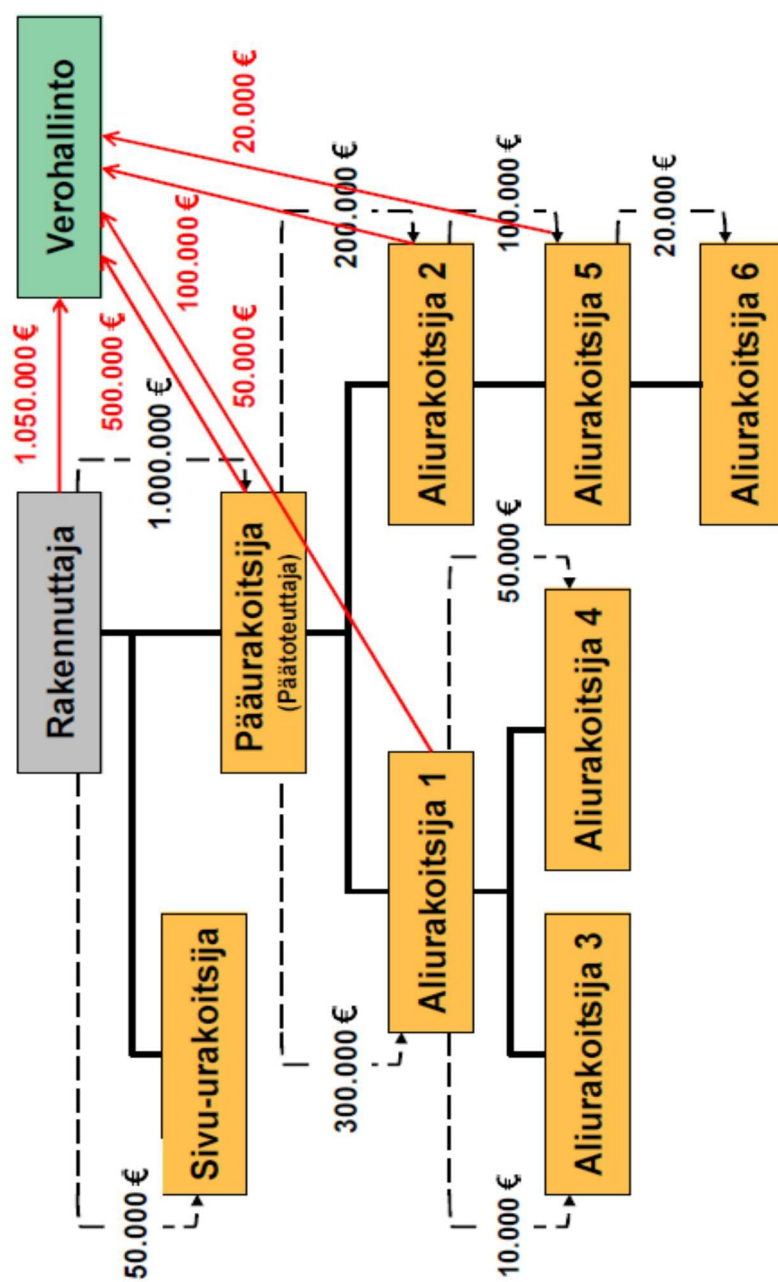 Rakennuttaja
1.050.000 €
Verohallinto
50.000 €
Sivu-urakoitsija
1.000.000 €
500.000 €
Pääurakoitsija
(Päätoteuttaja)
50.000 €
100.000 €
20.000 €
300.000 €
200.000 €
Aliurakoitsija 1
Aliurakoitsija 2
10.000 €
50.000 €
100.000 €
Aliurakoitsija 3
Aliurakoitsija 4
Aliurakoitsija 5
20.000 €
Aliurakoitsija 6